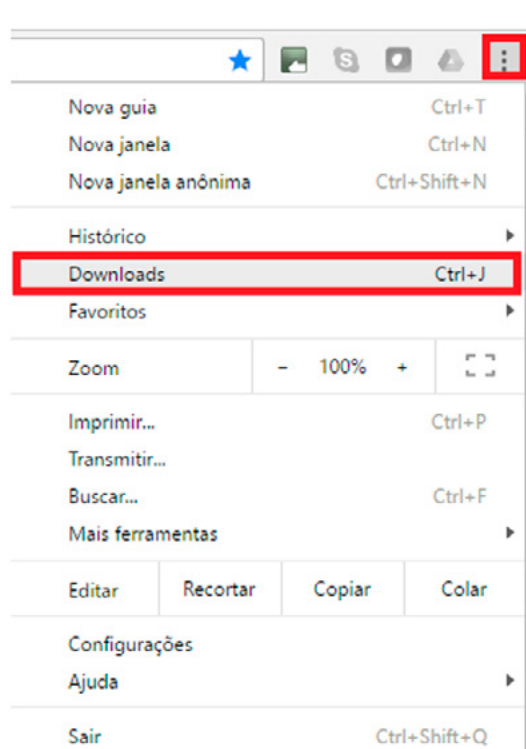 Nova guia Ctrl+T
Nova janela Ctrl+N
Nova janela anônima Ctrl+Shift+N
Histórico
Downloads Ctrl+J
Favoritos
Zoom - 100% +
Imprimir... Ctrl+P
Transmitir...
Buscar... Ctrl+F
Mais ferramentas
Editar Recortar Copiar Colar
Configurações
Ajuda
Sair Ctrl+Shift+Q